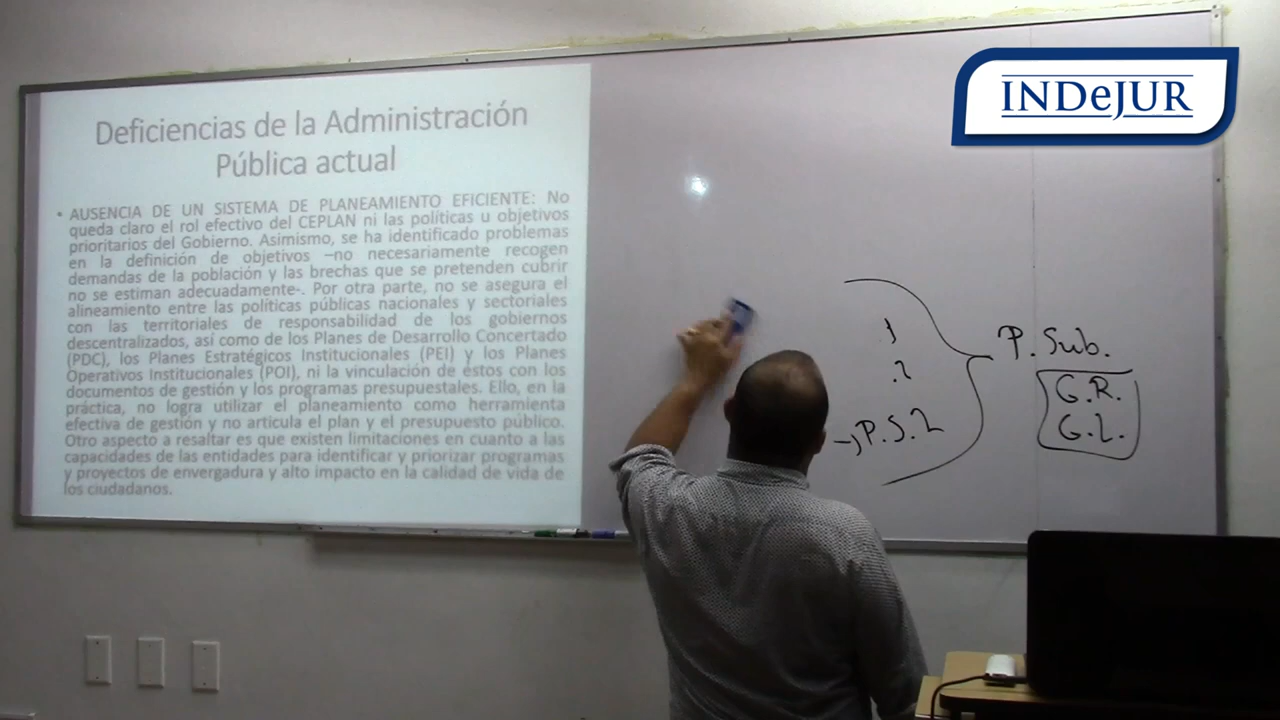 INDeJUR
Deficiencias de la Administración
Pública actual
• AUSENCIA DE UN SISTEMA DE PLANEAMIENTO EFICIENTE: No
queda claro el rol efectivo del CEPLAN ni las políticas u objetivos
prioritarios del Gobierno. Asimismo, se ha identificado problemas
en la definición de objetivos –no necesariamente recogen
demandas de la población y las brechas que se pretenden cubrir
no se estiman adecuadamente-. Por otra parte, no se asegura el
alineamiento entre las políticas públicas nacionales y sectoriales
con las territoriales de responsabilidad de los gobiernos
descentralizados, así como de los Planes de Desarrollo Concertado
(PDC), los Planes Estratégicos Institucionales (PEI) y los Planes
Operativos Institucionales (POI), ni la vinculación de éstos con los
documentos de gestión y los programas presupuestales. Ello, en la
práctica, no logra utilizar el planeamiento como herramienta
efectiva de gestión y no articula el plan y el presupuesto público.
Otro aspecto a resaltar es que existen limitaciones en cuanto a las
capacidades de las entidades para identificar y priorizar programas
y proyectos de envergadura y alto impacto en la calidad de vida de
los ciudadanos.
1
.2
P.S.2
P. Sub.
G.R.
G.L.